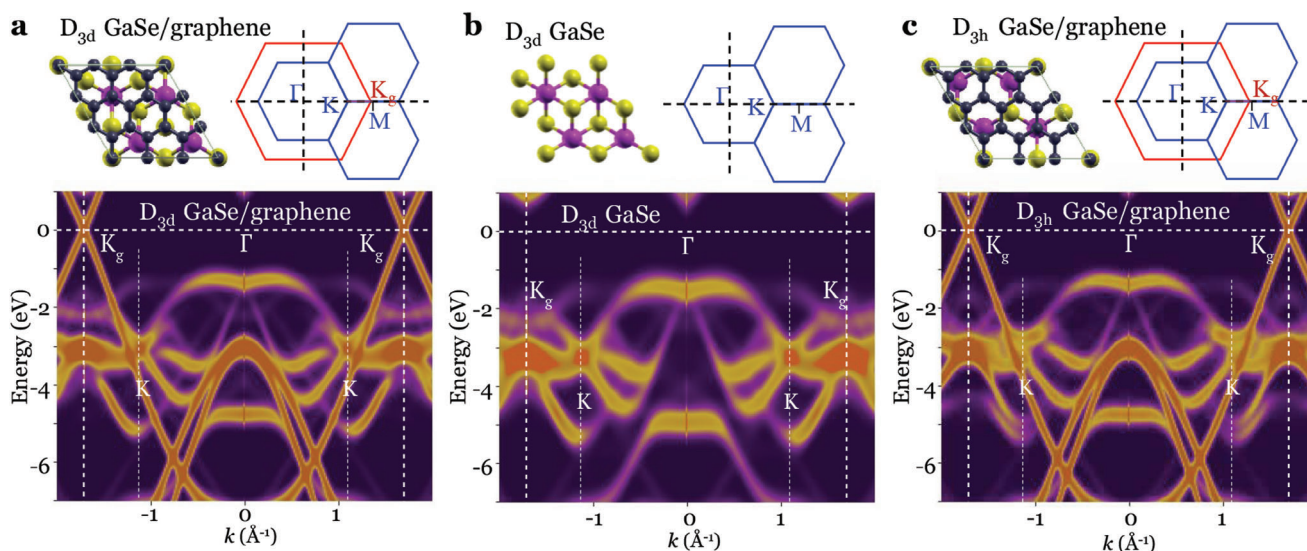 a D3d GaSe/graphene
Γ
K
Kg
M
D3d GaSe/graphene
Γ
Kg
Kg
K
K
Energy (eV)
0
-2
-4
-6
-1
0
1
k (Å-1)
b D3d GaSe
Γ
K
M
D3d GaSe
Γ
Kg
Kg
K
K
Energy (eV)
0
-2
-4
-6
-1
0
1
k (Å-1)
c D3h GaSe/graphene
Γ
K
Kg
M
D3h GaSe/graphene
Γ
Kg
Kg
K
K
Energy (eV)
0
-2
-4
-6
-1
0
1
k (Å-1)